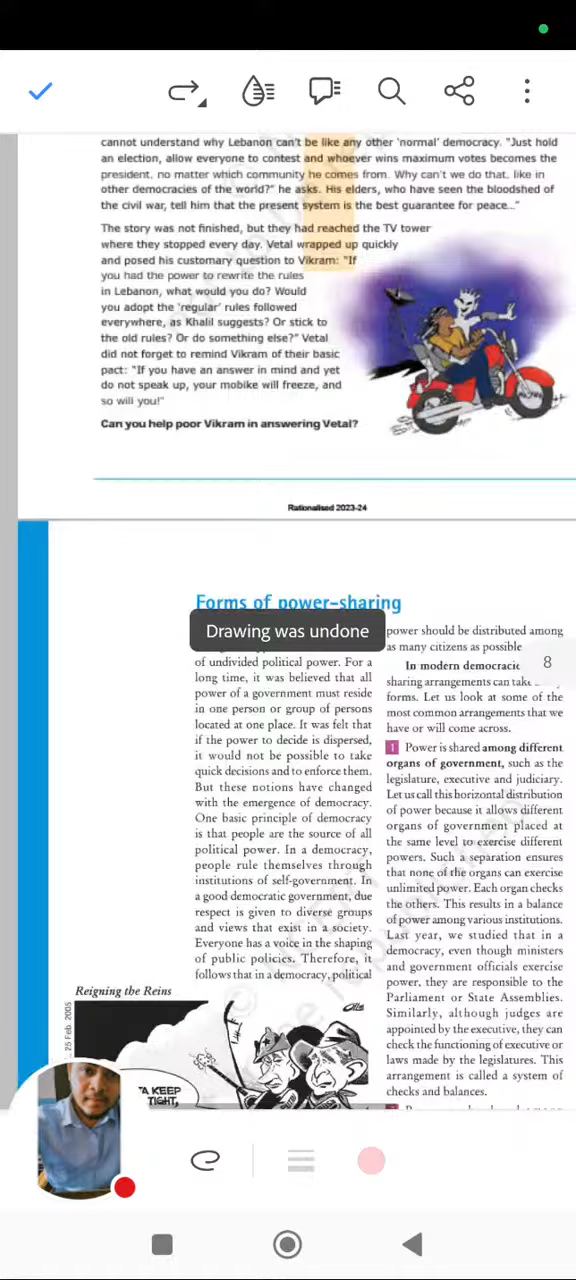 cannot understand why Lebanon can't be like any other 'normal' democracy. "Just hold
an election, allow everyone to contest and whoever wins maximum votes becomes the
president, no matter which community he comes from. Why can't we do that, like in
other democracies of the world?" he asks. His elders, who have seen the bloodshed of
the civil war, tell him that the present system is the best guarantee for peace..."
The story was not finished, but they had reached the TV tower
where they stopped every day. Vetal wrapped up quickly
and posed his customary question to Vikram: "If
you had the power to rewrite the rules
in Lebanon, what would you do? Would
you adopt the 'regular' rules followed
everywhere, as Khalil suggests? Or stick to
the old rules? Or do something else?" Vetal
did not forget to remind Vikram of their basic
pact: "If you have an answer in mind and yet
do not speak up, your mobike will freeze, and
so will you!"
Can you help poor Vikram in answering Vetal?
Rationalised 2023-24
Forms of power-sharing
Drawing was undone
of undivided political power. For a
long time, it was believed that all
power of a government must reside
in one person or group of persons
located at one place. It was felt that
if the power to decide is dispersed,
it would not be possible to take
quick decisions and to enforce them.
But these notions have changed
with the emergence of democracy.
One basic principle of democracy
is that people are the source of all
political power. In a democracy,
people rule themselves through
institutions of self-government. In
a good democratic government, due
respect is given to diverse groups
and views that exist in a society.
Everyone has a voice in the shaping
of public policies. Therefore, it
follows that in a democracy, political
power should be distributed among
as many citizens as possible
8
In modern democracie
sharing arrangements can take
forms. Let us look at some of the
most common arrangements that we
have or will come across.
1 Power is shared among different
organs of government, such as the
legislature, executive and judiciary.
Let us call this horizontal distribution
of power because it allows different
organs of government placed at
the same level to exercise different
powers. Such a separation ensures
that none of the organs can exercise
unlimited power. Each organ checks
the others. This results in a balance
of power among various institutions.
Last year, we studied that in a
democracy, even though ministers
and government officials exercise
power, they are responsible to the
Parliament or State Assemblies.
Similarly, although judges are
appointed by the executive, they can
check the functioning of executive or
laws made by the legislatures. This
arrangement is called a system of
checks and balances.
Reigning the Reins
25 Feb. 2005
"A KEEP
TIGHT,